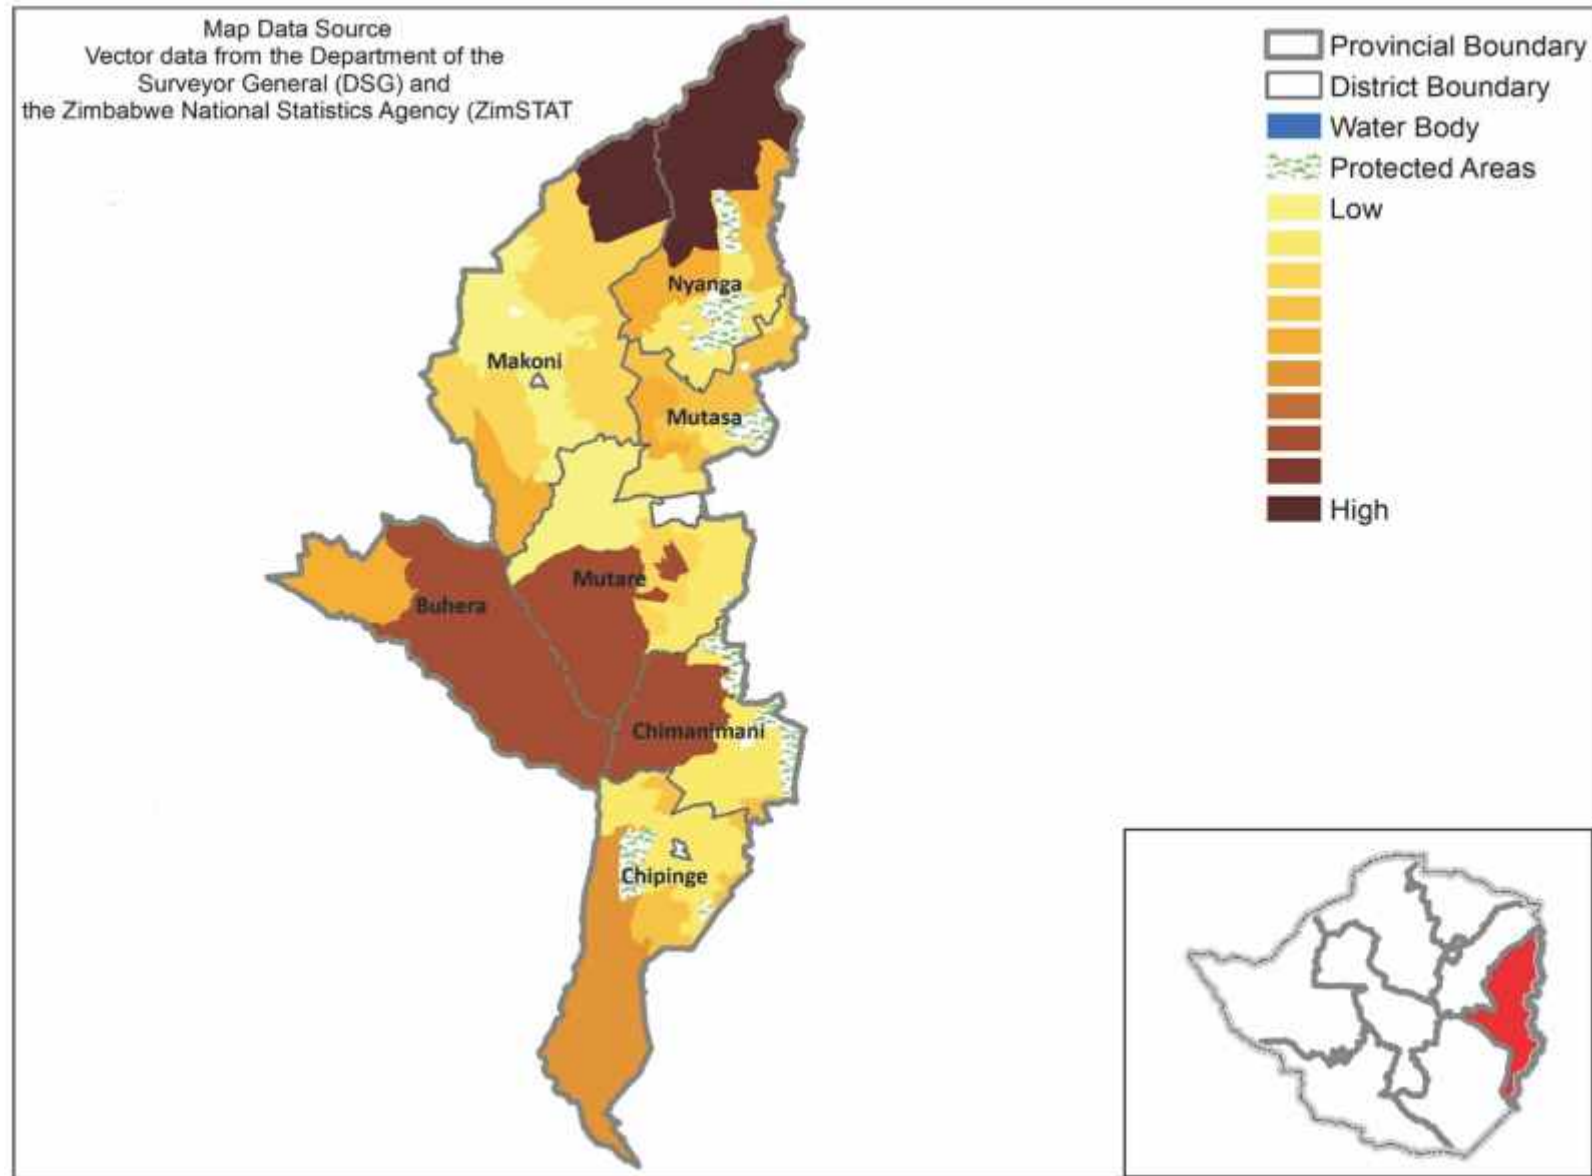 Map Data Source
Vector data from the Department of the
Surveyor General (DSG) and
the Zimbabwe National Statistics Agency (ZimSTAT
Provincial Boundary
District Boundary
Water Body
Protected Areas
Low
High
Nyanga
Makoni
Mutasa
Mutare
Buhera
Chimanimani
Chipinge